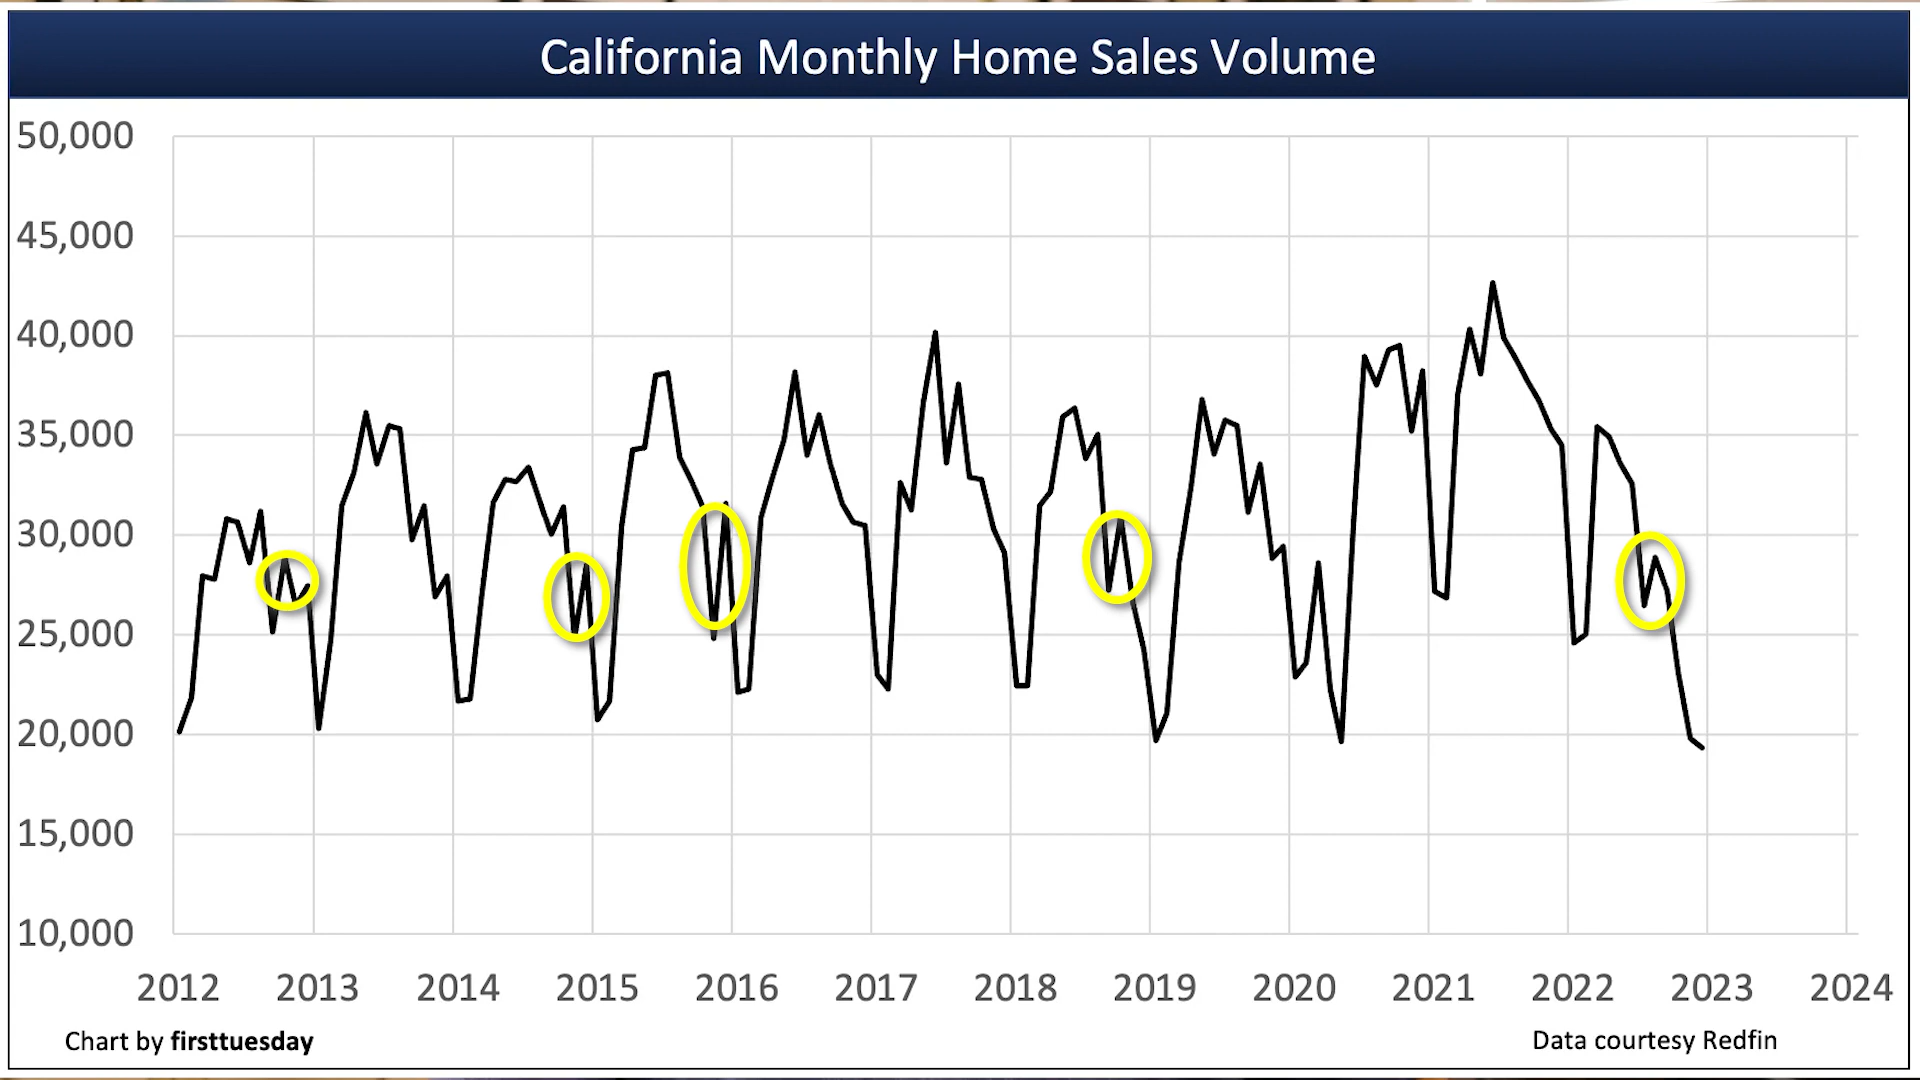 California Monthly Home Sales Volume
50,000
45,000
40,000
35,000
30,000
25,000
20,000
15,000
10,000
2012 2013 2014 2015 2016 2017 2018 2019 2020 2021 2022 2023 2024
Chart by firsttuesday
Data courtesy Redfin